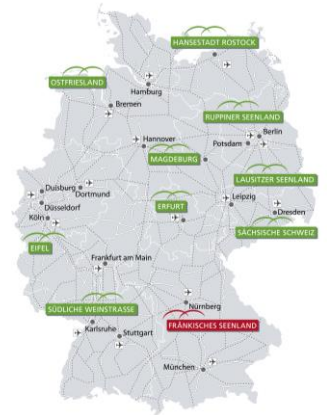 HANSESTADT ROSTOCK
OSTFRIESLAND
Hamburg
Bremen
RUPPINER SEENLAND
Berlin
Potsdam
Hannover
MAGDEBURG
LAUSITZER SEENLAND
Duisburg
Dortmund
Düsseldorf
Köln
ERFURT
Leipzig
Dresden
SÄCHSISCHE SCHWEIZ
EIFEL
Frankfurt am Main
SÜDLICHE WEINSTRASSE
Nürnberg
FRÄNKISCHES SEENLAND
Karlsruhe
Stuttgart
München